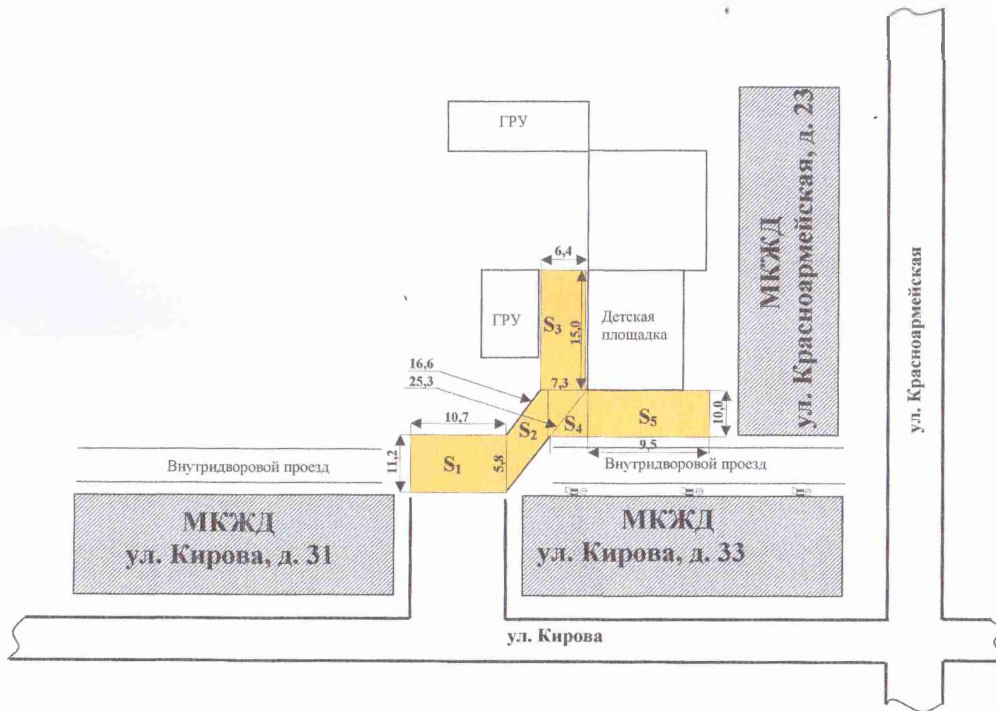 ГРУ
МКЖД
ул. Красноармейская, д. 23
ул. Красноармейская
6,4
ГРУ
S3
15,0
Детская
площадка
16,6
25,3
7,3
10,7
S2
S4
S5
10,0
9,5
11,2
S1
5,8
Внутридворовой проезд
Внутридворовой проезд
МКЖД
ул. Кирова, д. 31
МКЖД
ул. Кирова, д. 33
ул. Кирова